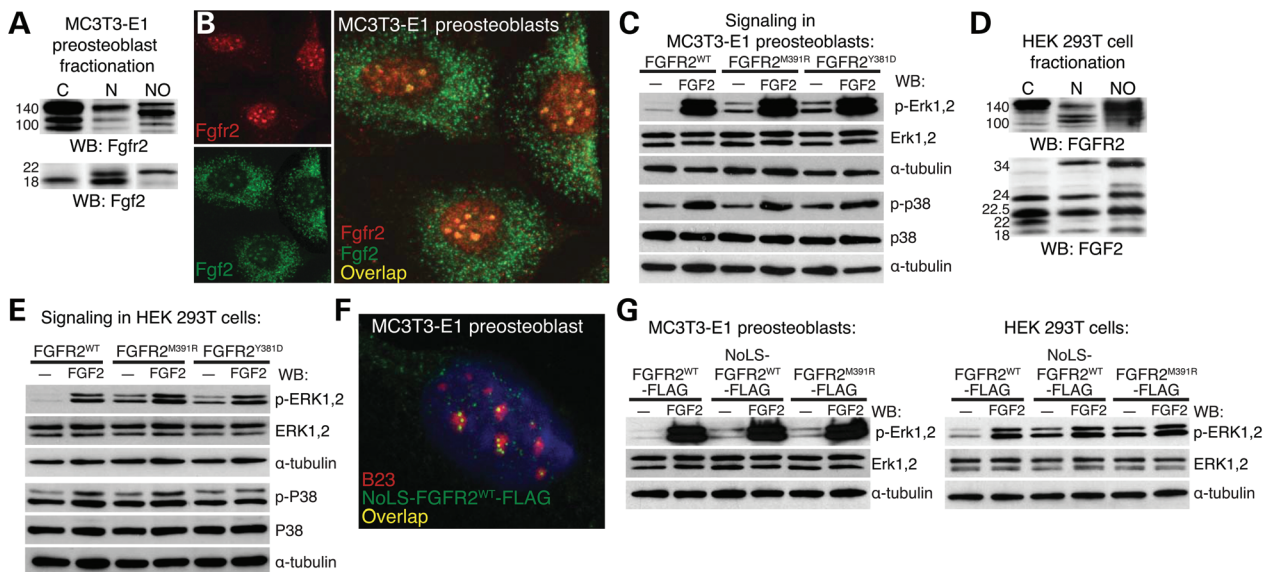 A
MC3T3-E1
preosteoblast
fractionation
C N NO
140
100
WB: Fgfr2
22
18
WB: Fgf2
B
Fgfr2
Fgf2
MC3T3-E1 preosteoblasts
Fgfr2
Fgf2
Overlap
C
Signaling in
MC3T3-E1 preosteoblasts:
FGFR2WT FGFR2M391R FGFR2Y381D
— FGF2 — FGF2 — FGF2 WB:
p-Erk1,2
Erk1,2
α-tubulin
p-p38
p38
α-tubulin
D
HEK 293T cell
fractionation
C N NO
140
100
WB: FGFR2
34
24
22.5
22
18
WB: FGF2
E
Signaling in HEK 293T cells:
FGFR2WT FGFR2M391R FGFR2Y381D
— FGF2 — FGF2 — FGF2 WB:
p-ERK1,2
ERK1,2
α-tubulin
p-P38
P38
α-tubulin
F
MC3T3-E1 preosteoblast
B23
NoLS-FGFR2WT-FLAG
Overlap
G
MC3T3-E1 preosteoblasts:
NoLS-
FGFR2WT FGFR2WT FGFR2M391R
-FLAG -FLAG -FLAG
— FGF2 — FGF2 — FGF2 WB:
p-Erk1,2
Erk1,2
α-tubulin
HEK 293T cells:
NoLS-
FGFR2WT FGFR2WT FGFR2M391R
-FLAG -FLAG -FLAG
— FGF2 — FGF2 — FGF2 WB:
p-ERK1,2
ERK1,2
α-tubulin